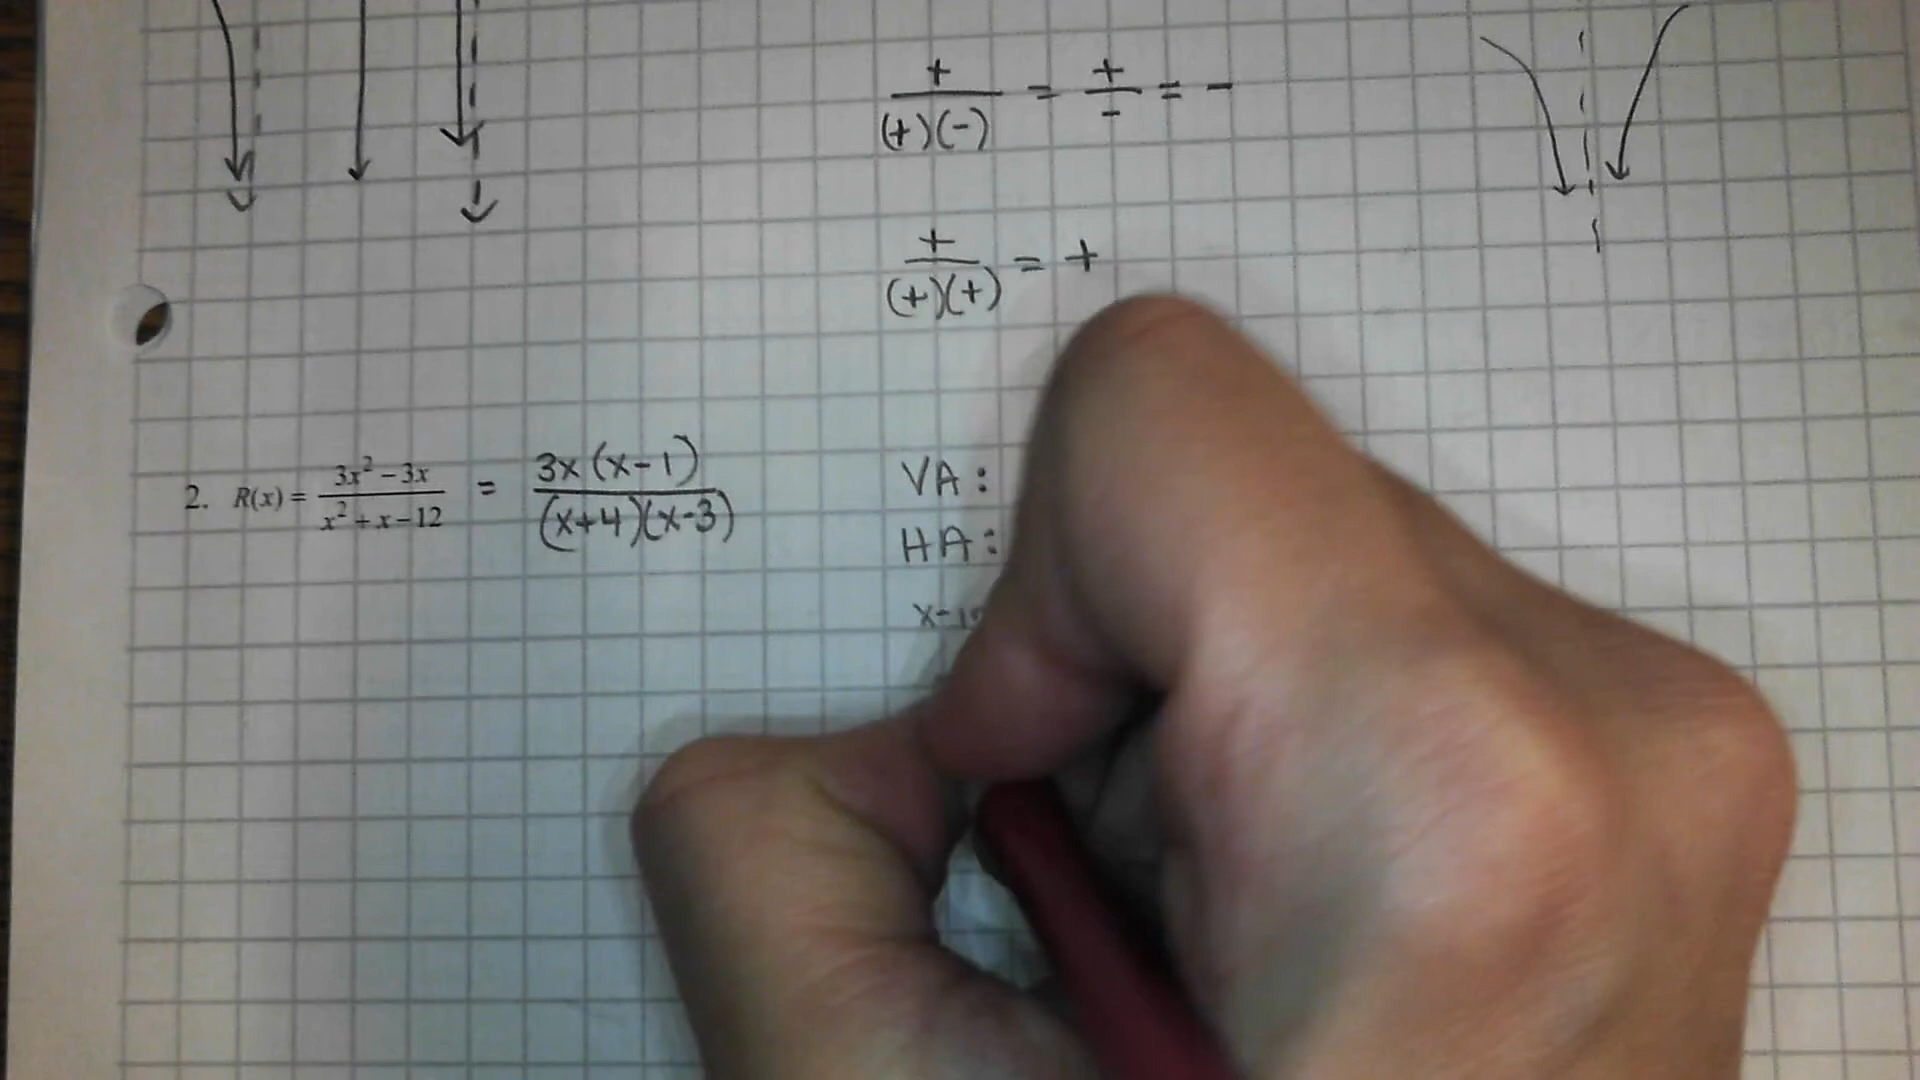 +/(+)(-) = +/- = -
+/(+)(+) = +
2. R(x) = 3x² - 3x / x² + x - 12 = 3x(x-1) / (x+4)(x-3)
VA:
HA: